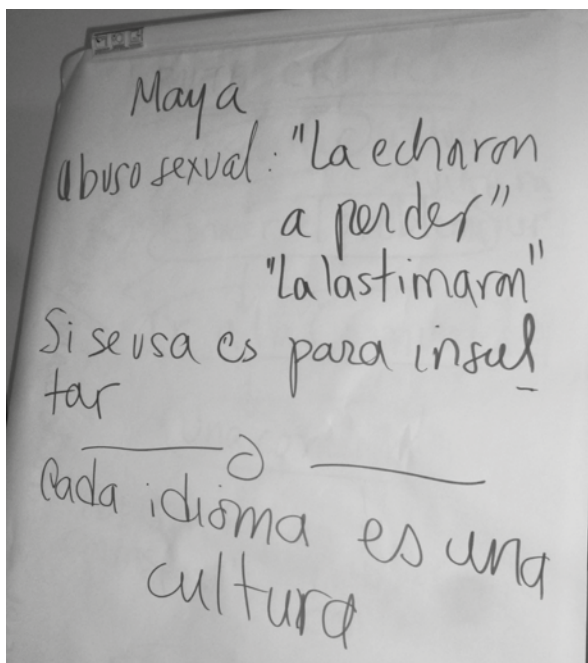 Maya
abuso sexual: "La echaron
a perder"
"La lastimaron"
Si se usa es para insul
tar
Cada idioma es una
cultura